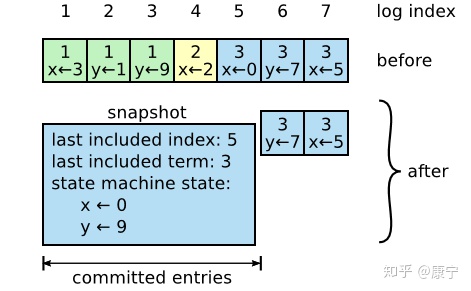 1 2 3 4 5 6 7 log index
1 1 1 2 3 3 3
x←3 y←1 y←9 x←2 x←0 y←7 x←5 before
snapshot
3 3
y←7 x←5
last included index: 5
last included term: 3
state machine state:
x ← 0
y ← 9
after
committed entries
知乎 @康宁